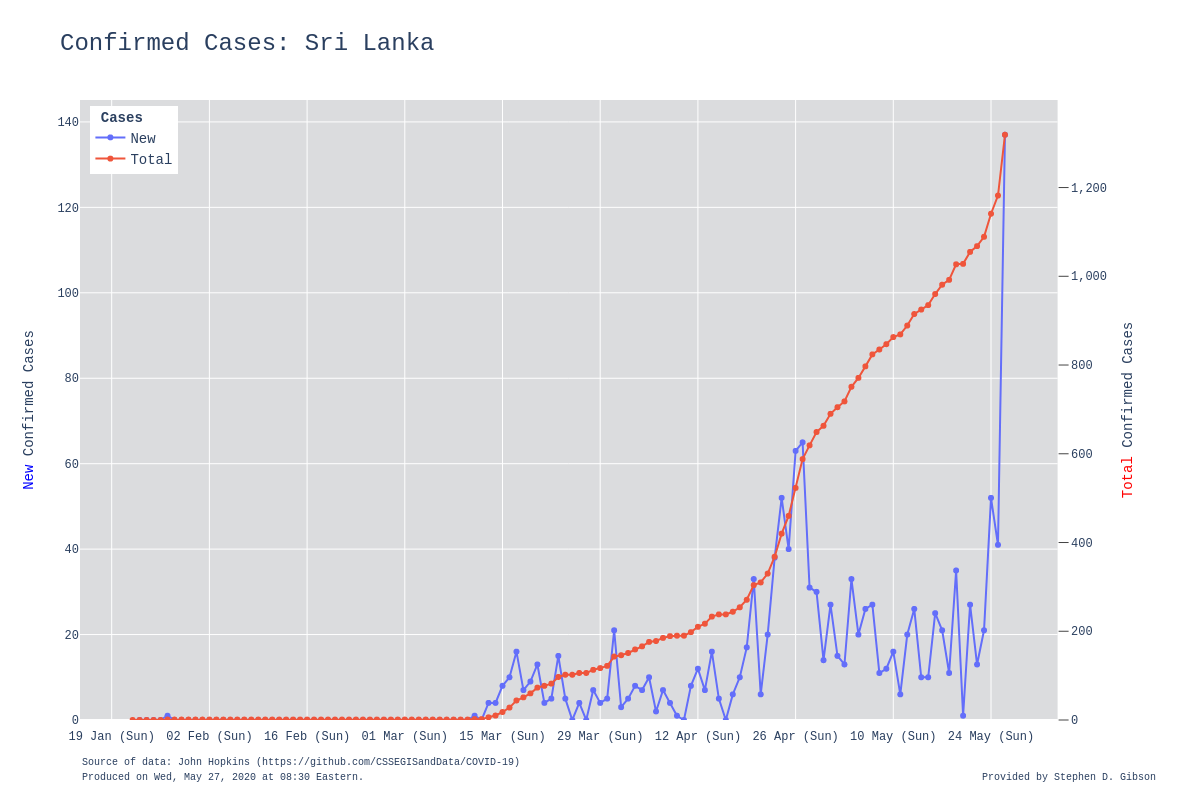 Confirmed Cases: Sri Lanka
Cases
New
Total
140
120
100
80
60
40
20
0
1,200
1,000
800
600
400
200
0
New Confirmed Cases
Total Confirmed Cases
19 Jan (Sun) 02 Feb (Sun) 16 Feb (Sun) 01 Mar (Sun) 15 Mar (Sun) 29 Mar (Sun) 12 Apr (Sun) 26 Apr (Sun) 10 May (Sun) 24 May (Sun)
Source of data: John Hopkins (https://github.com/CSSEGISandData/COVID-19)
Produced on Wed, May 27, 2020 at 08:30 Eastern.
Provided by Stephen D. Gibson